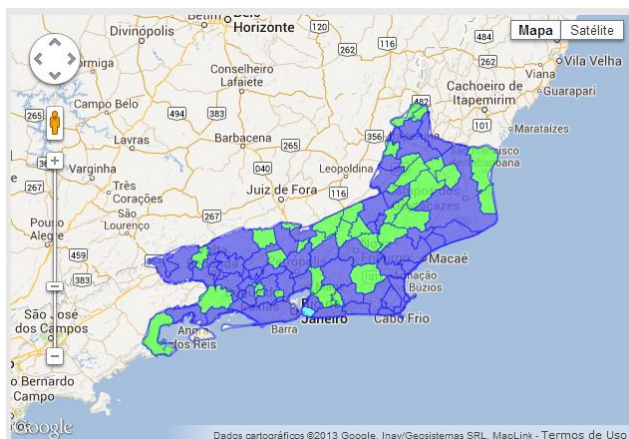 Mapa Satélite
Betim
Belo Horizonte
Divinópolis
262
116
262
484
Viana
Vila Velha
Guarapari
Formiga
Conselheiro Lafaiete
482
Cachoeiro de Itapemirim
265
Campo Belo
494
383
356
101
Marataízes
Lavras
Barbacena
265
040
Leopoldina
267
Varginha
Três Corações
Juiz de Fora
116
São Lourenço
267
Pouso Alegre
459
383
Macaé
Búzios
São José dos Campos
Angra dos Reis
Barra
Rio de Janeiro
Cabo Frio
São Bernardo do Campo
Google
Dados cartográficos ©2013 Google, Inav/Geosistemas SRL, MapLink - Termos de Uso